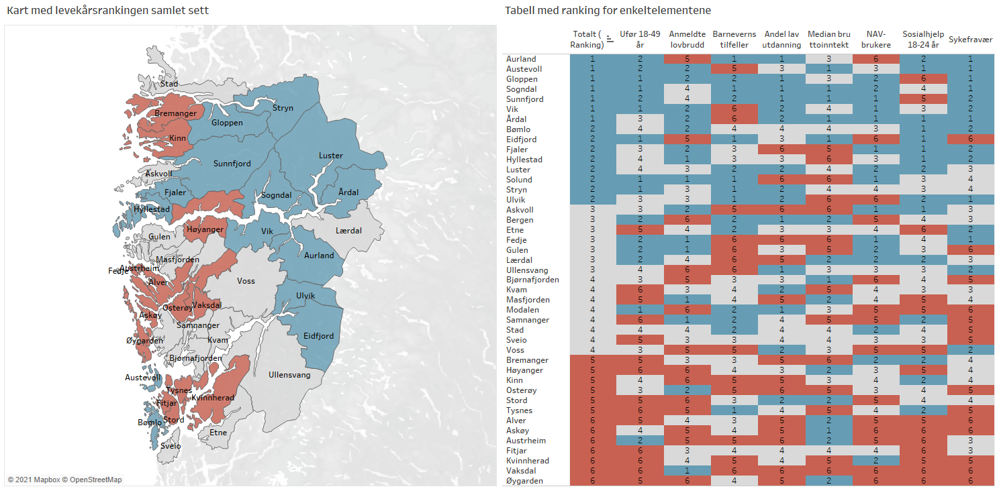 Kart med levekårsrankingen samlet sett
Stad
Bremanger
Stryn
Gloppen
Kinn
Luster
Sunnfjord
Askvoll
Fjaler
Sogndal
Årdal
Hyllestad
Høyanger
Vik
Lærdal
Gulen
Aurland
Masfjorden
Austrheim
Fedje
Alver
Voss
Ulvik
Osterøy
Vaksdal
Askøy
Samnanger
Eidfjord
Øygarden
Kvam
Bjørnafjorden
Austevoll
Ullensvang
Tysnes
Kvinnherad
Fitjar
Bømlo
Stord
Etne
Sveio
© 2021 Mapbox © OpenStreetMap
Tabell med ranking for enkeltelementene
Totalt ( Ufør 18-49 Anmeldte Barneverns Andel lav Median bru NAV- Sosialhjelp Sykefravær
Ranking) år lovbrudd tilfeller utdanning ttoinntekt brukere 18-24 år
Aurland 1 2 5 1 1 3 6 2 1
Austevoll 1 2 2 5 3 1 3 1 1
Gloppen 1 1 2 2 1 3 2 6 1
Sogndal 1 1 4 1 1 1 2 4 1
Sunnfjord 1 2 4 2 1 1 2 5 2
Vik 1 1 2 6 2 4 1 3 2
Årdal 1 3 2 6 2 1 1 1 1
Bømlo 2 4 2 4 4 4 3 1 2
Eidfjord 2 1 5 1 3 1 6 1 6
Fjaler 2 3 2 3 6 5 1 1 2
Hyllestad 2 4 1 3 3 6 3 1 2
Luster 2 4 3 2 2 4 2 2 3
Solund 2 1 1 1 6 6 1 3 4
Stryn 2 1 3 1 2 4 4 3 4
Ulvik 2 3 3 1 2 6 6 2 1
Askvoll 3 3 2 5 6 6 1 1 3
Bergen 3 2 6 2 1 2 5 4 3
Etne 3 5 4 2 3 3 4 6 2
Fedje 3 2 1 6 6 6 1 4 1
Gulen 3 2 1 6 3 5 2 3 6
Lærdal 3 2 4 6 5 2 2 2 3
Ullensvang 3 4 6 6 1 3 3 3 2
Bjørnafjorden 4 3 5 3 3 1 6 4 5
Kvam 4 6 3 4 2 5 4 3 3
Masfjorden 4 5 1 4 5 2 4 5 4
Modalen 4 1 6 2 1 3 5 5 6
Samnanger 4 6 1 2 4 5 5 2 5
Stad 4 4 4 2 4 4 2 4 5
Sveio 4 5 3 3 4 4 3 3 5
Voss 4 3 5 5 2 3 5 5 2
Bremanger 5 5 3 3 5 6 2 2 4
Høyanger 5 6 6 4 3 2 3 5 4
Kinn 5 4 6 5 5 3 4 2 4
Osterøy 5 3 2 5 6 5 3 4 5
Stord 5 5 6 3 2 2 5 4 4
Tysnes 5 6 5 1 4 5 4 2 5
Alver 6 5 4 3 5 2 5 5 6
Askøy 6 4 5 4 5 1 6 6 6
Austrheim 6 2 5 5 6 2 5 6 3
Fitjar 6 6 3 4 4 4 4 6 3
Kvinnherad 6 6 4 5 4 5 2 5 5
Vaksdal 6 6 1 6 6 6 6 6 6
Øygarden 6 5 6 4 5 2 6 6 6